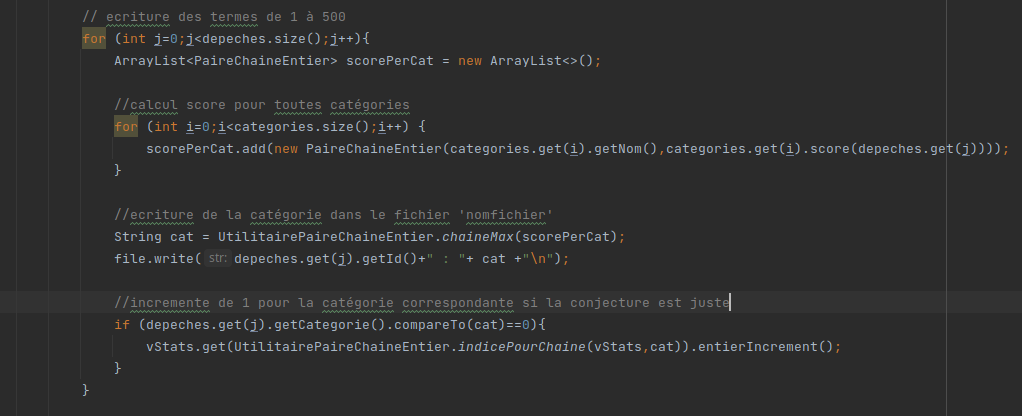 // ecriture des termes de 1 à 500
for (int j=0;j<depeches.size();j++){
ArrayList<PaireChaineEntier> scorePerCat = new ArrayList<>();
//calcul score pour toutes catégories
for (int i=0;i<categories.size();i++) {
scorePerCat.add(new PaireChaineEntier(categories.get(i).getNom(),categories.get(i).score(depeches.get(j))));
}
//ecriture de la catégorie dans le fichier 'nomfichier'
String cat = UtilitairePaireChaineEntier.chaineMax(scorePerCat);
file.write( str: depeches.get(j).getId()+" : "+ cat +"\n");
//incremente de 1 pour la catégorie correspondante si la conjecture est juste
if (depeches.get(j).getCategorie().compareTo(cat)==0){
vStats.get(UtilitairePaireChaineEntier.indicePourChaine(vStats,cat)).entierIncrement();
}
}